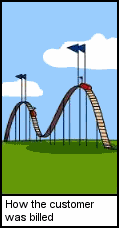 How the customer
was billed